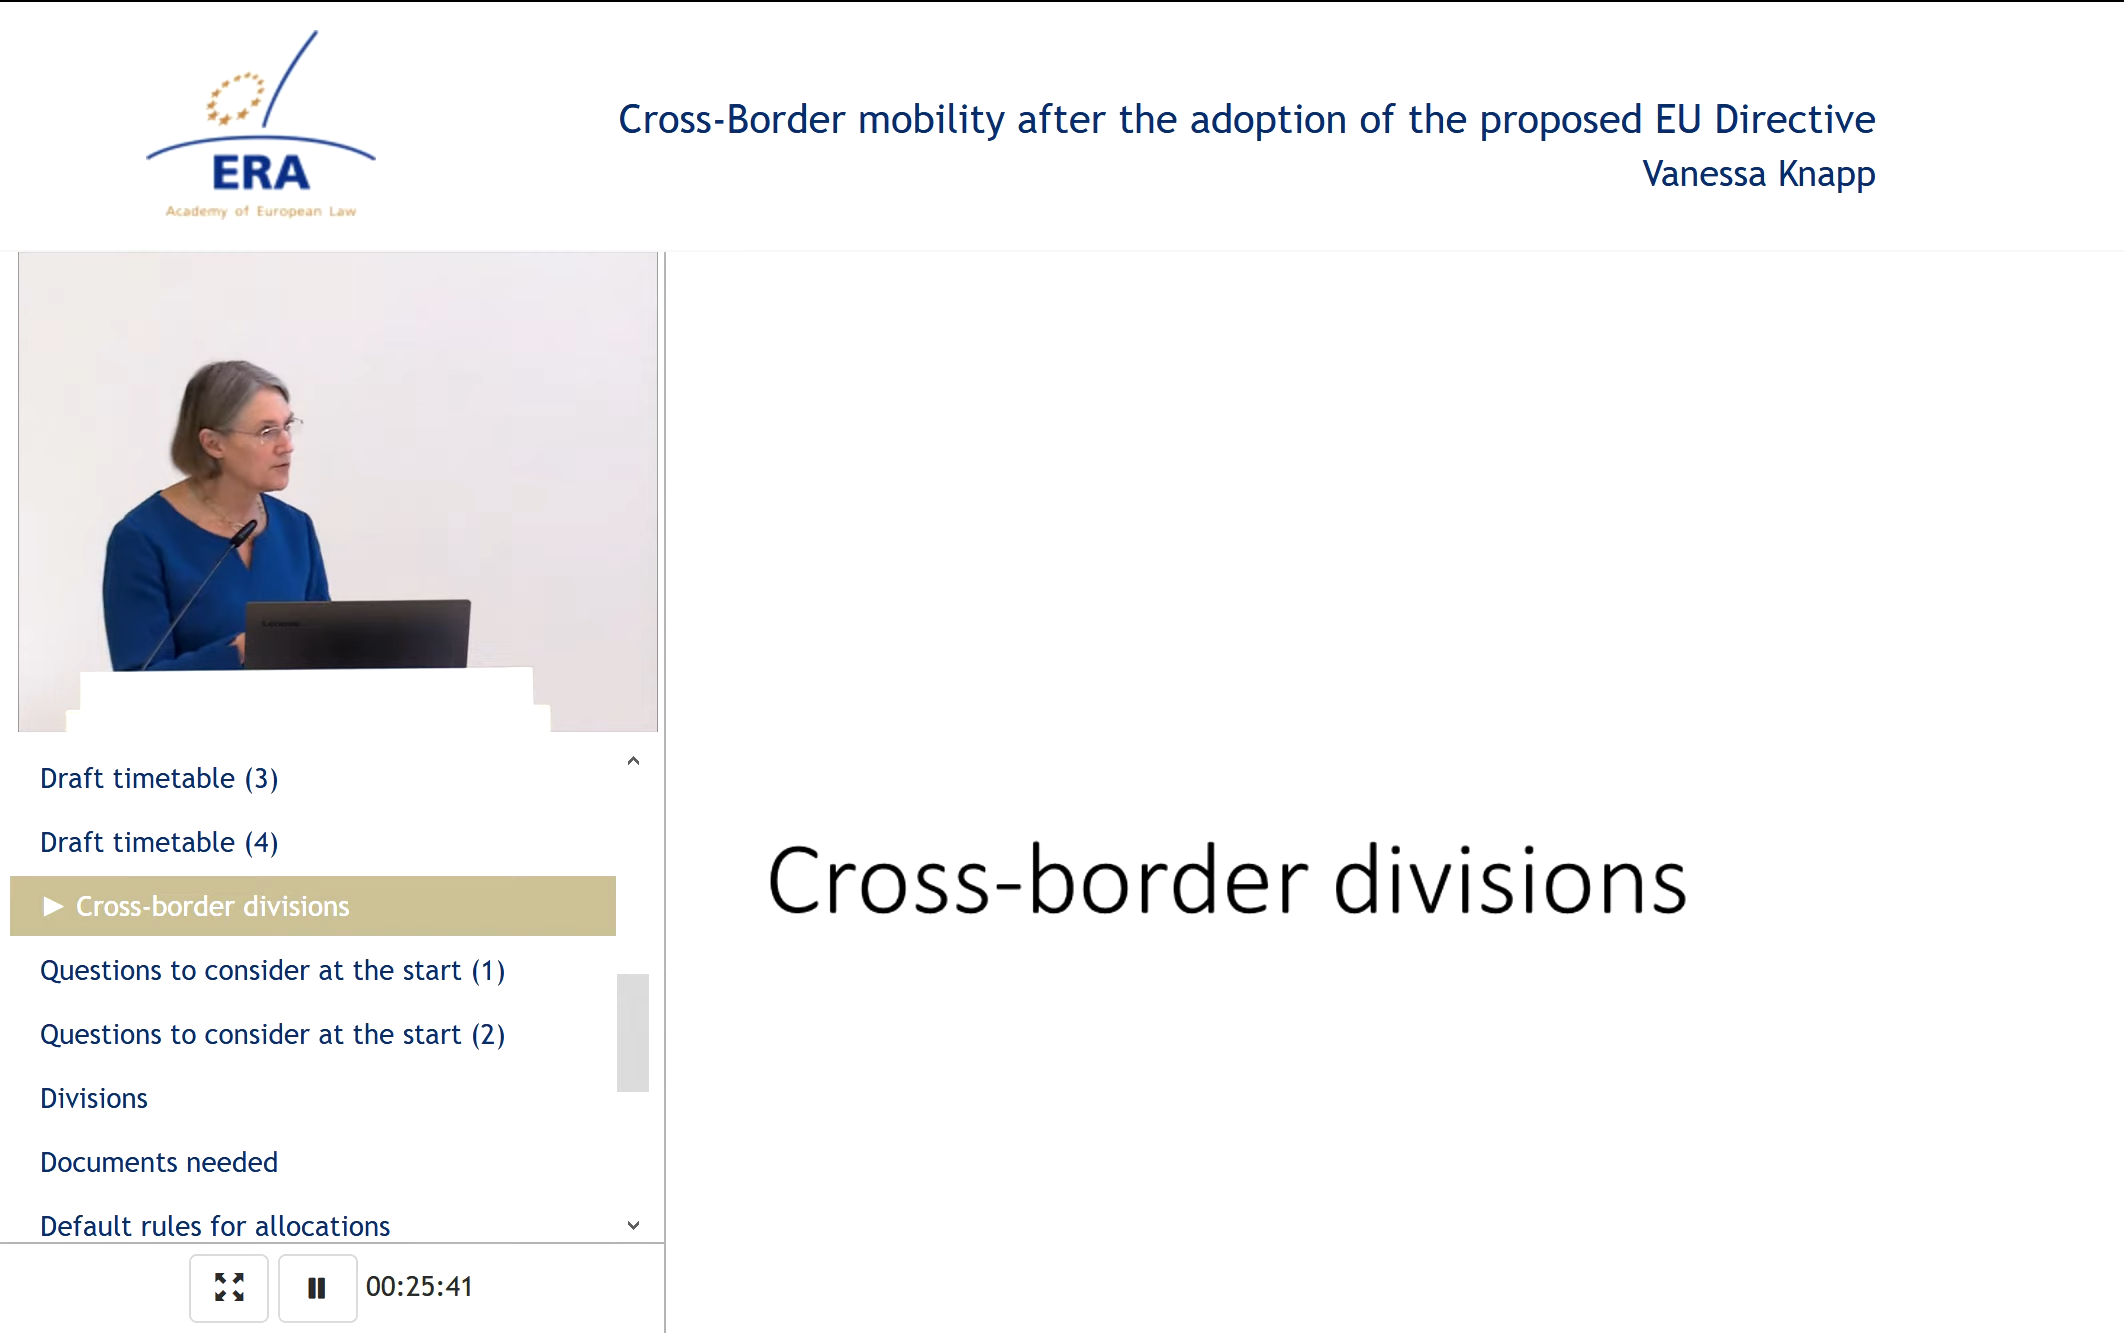 ERA
Academy of European Law
Cross-Border mobility after the adoption of the proposed EU Directive
Vanessa Knapp
Lenovo
Draft timetable (3)
Draft timetable (4)
► Cross-border divisions
Questions to consider at the start (1)
Questions to consider at the start (2)
Divisions
Documents needed
Default rules for allocations
00:25:41
Cross-border divisions